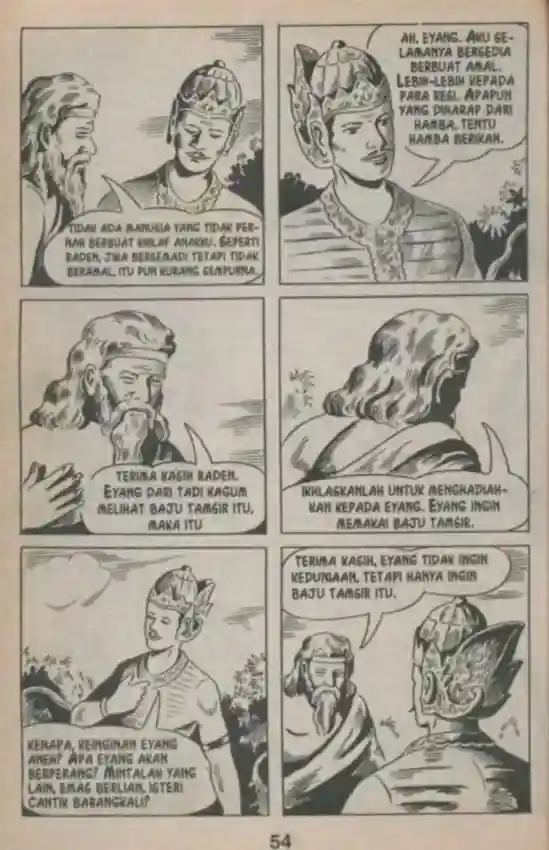 TIDAK ADA MANUSIA YANG TIDAK PER-
NAH BERBUAT KHILAF ANAKKU. SEPERTI
RADEN, JIKA BERSEMADI TETAPI TIDAK
BERAMAL, ITU PUN KURANG SEMPURNA.
AH, EYANG. AKU SE-
LAMANYA BERSEDIA
BERBUAT AMAL.
LEBIH-LEBIH KEPADA
PARA RESI. APAPUN
YANG DIHARAP DARI
HAMBA, TENTU
HAMBA BERIKAN.
TERIMA KASIH RADEN.
EYANG DARI TADI KAGUM
MELIHAT BAJU TAMSIR ITU,
MAKA ITU
IKHLASKANLAH UNTUK MENGHADIAH-
KAN KEPADA EYANG. EYANG INGIN
MEMAKAI BAJU TAMSIR.
KENAPA, KEINGINAN EYANG
ANEH? APA EYANG AKAN
BERPERANG? MINTALAH YANG
LAIN, EMAS BERLIAN, ISTERI
CANTIK BARANGKALI?
TERIMA KASIH, EYANG TIDAK INGIN
KEDUNIAAN, TETAPI HANYA INGIN
BAJU TAMSIR ITU.
54